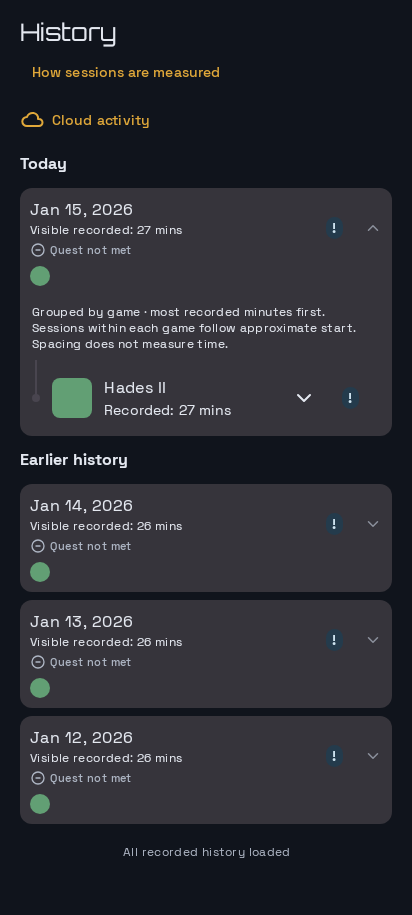 History
How sessions are measured
Cloud activity
Today
Jan 15, 2026
Visible recorded: 27 mins
!
Quest not met
Grouped by game · most recorded minutes first.
Sessions within each game follow approximate start.
Spacing does not measure time.
Hades II
Recorded: 27 mins
!
Earlier history
Jan 14, 2026
Visible recorded: 26 mins
!
Quest not met
Jan 13, 2026
Visible recorded: 26 mins
!
Quest not met
Jan 12, 2026
Visible recorded: 26 mins
!
Quest not met
All recorded history loaded